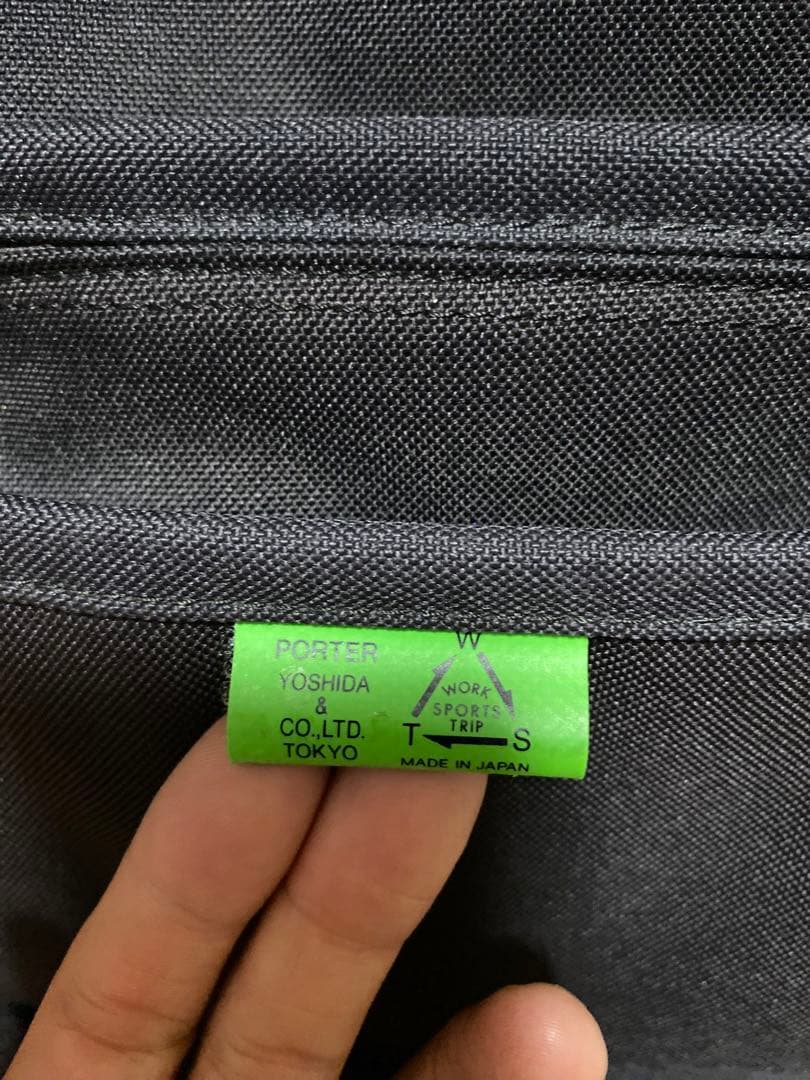 PORTER
YOSHIDA
&
CO.,LTD.
TOKYO
W
WORK
SPORTS
TRIP
T S
MADE IN JAPAN